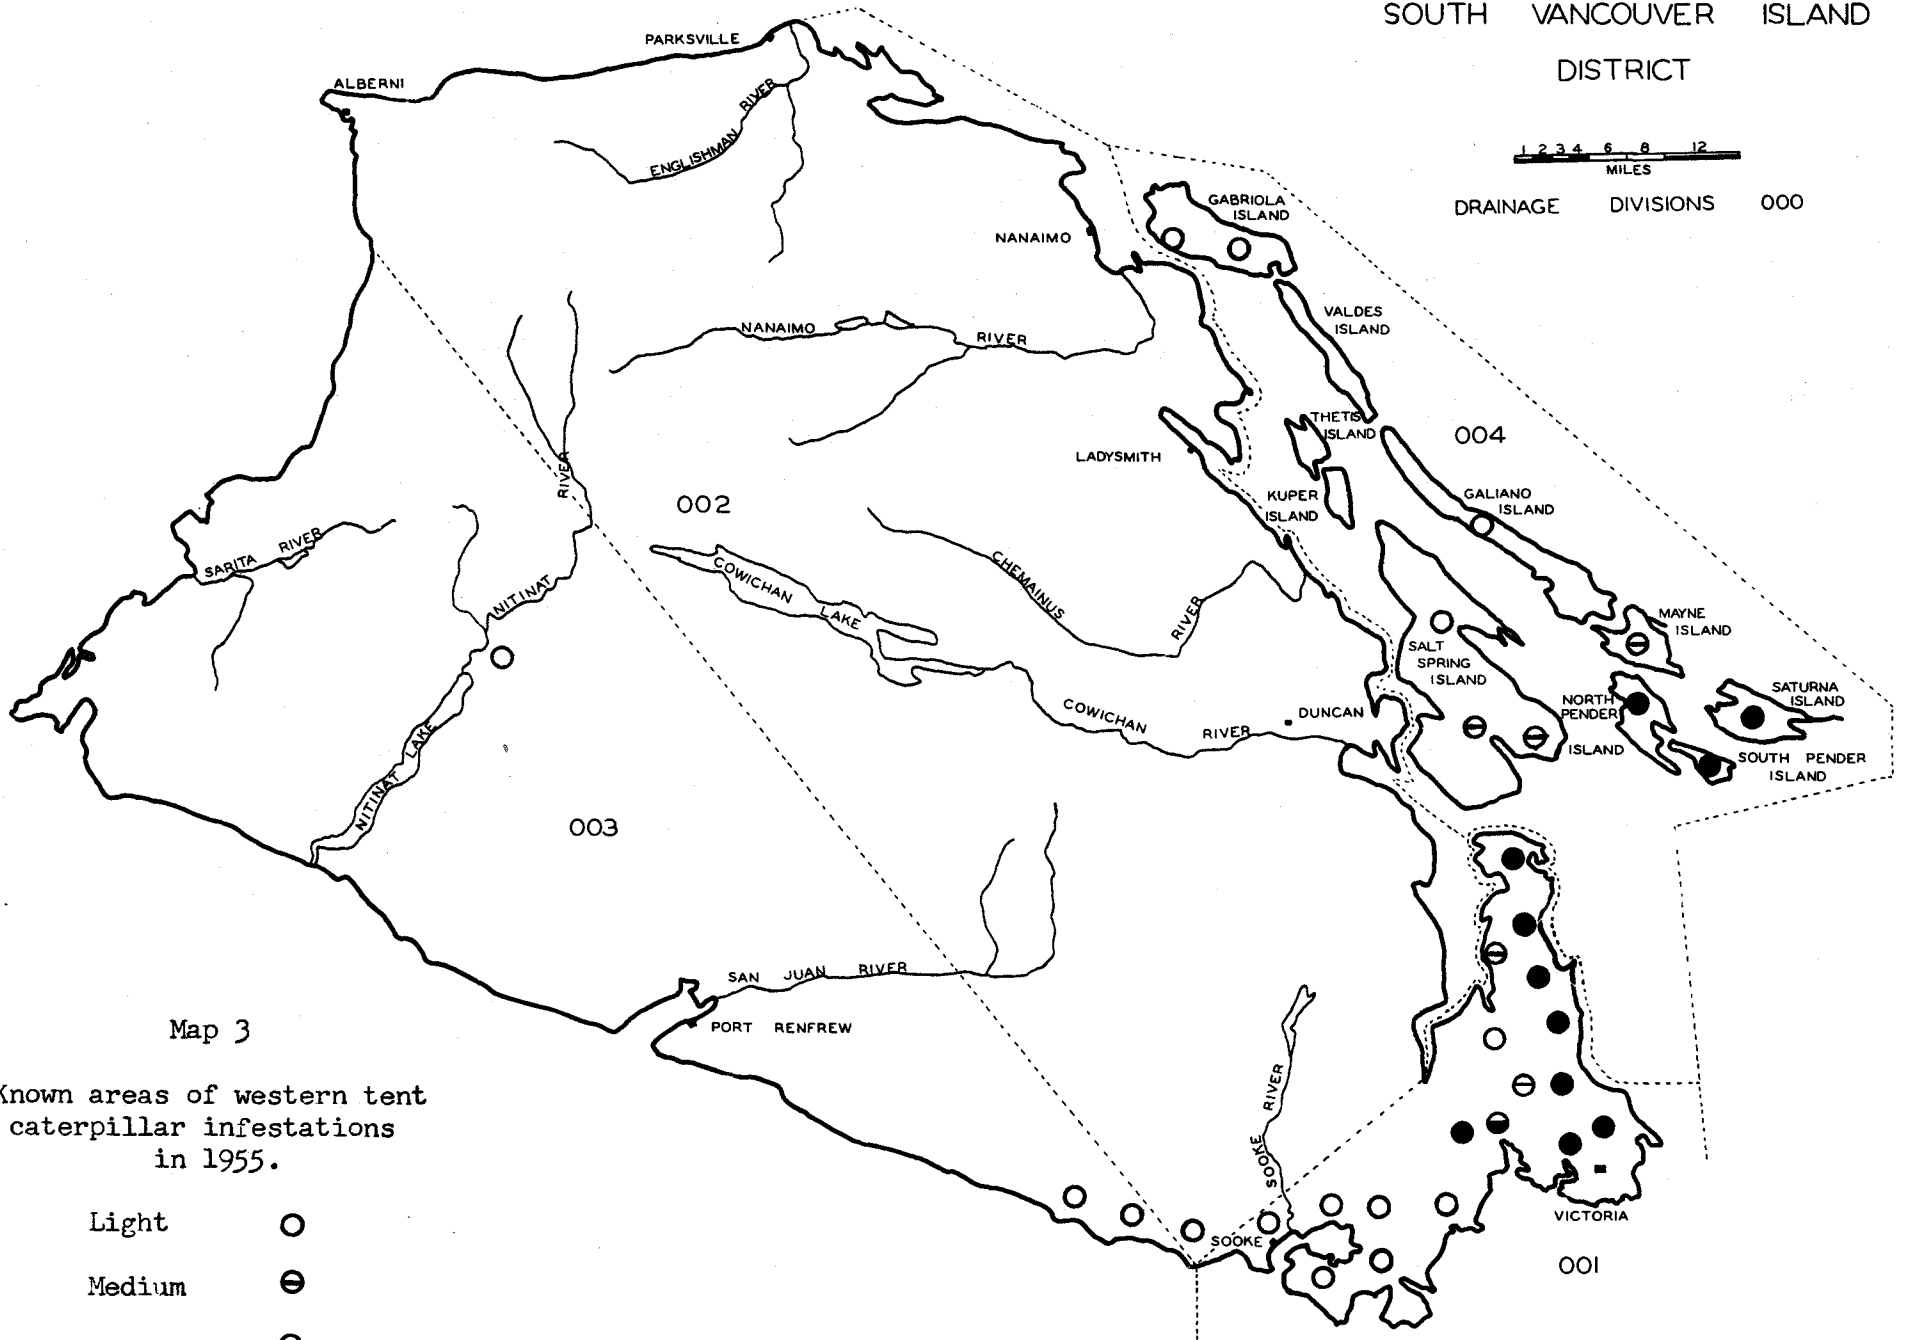 SOUTH VANCOUVER ISLAND
DISTRICT
1 2 3 4 6 8 12
MILES
DRAINAGE DIVISIONS 000
PARKSVILLE
ALBERNI
ENGLISHMAN RIVER
GABRIOLA
ISLAND
NANAIMO
VALDES
ISLAND
NANAIMO RIVER
THETIS
ISLAND
004
LADYSMITH
RIVER
002
KUPER
ISLAND
GALIANO
ISLAND
SARITA RIVER
NITINAT
COWICHAN LAKE
CHEMAINUS RIVER
MAYNE
ISLAND
SALT
SPRING
ISLAND
NORTH
PENDER
ISLAND
SATURNA
ISLAND
COWICHAN RIVER
DUNCAN
SOUTH PENDER
ISLAND
NITINAT LAKE
003
SAN JUAN RIVER
PORT RENFREW
SOOKE RIVER
SOOKE
VICTORIA
001
Map 3
Known areas of western tent
caterpillar infestations
in 1955.
Light
Medium